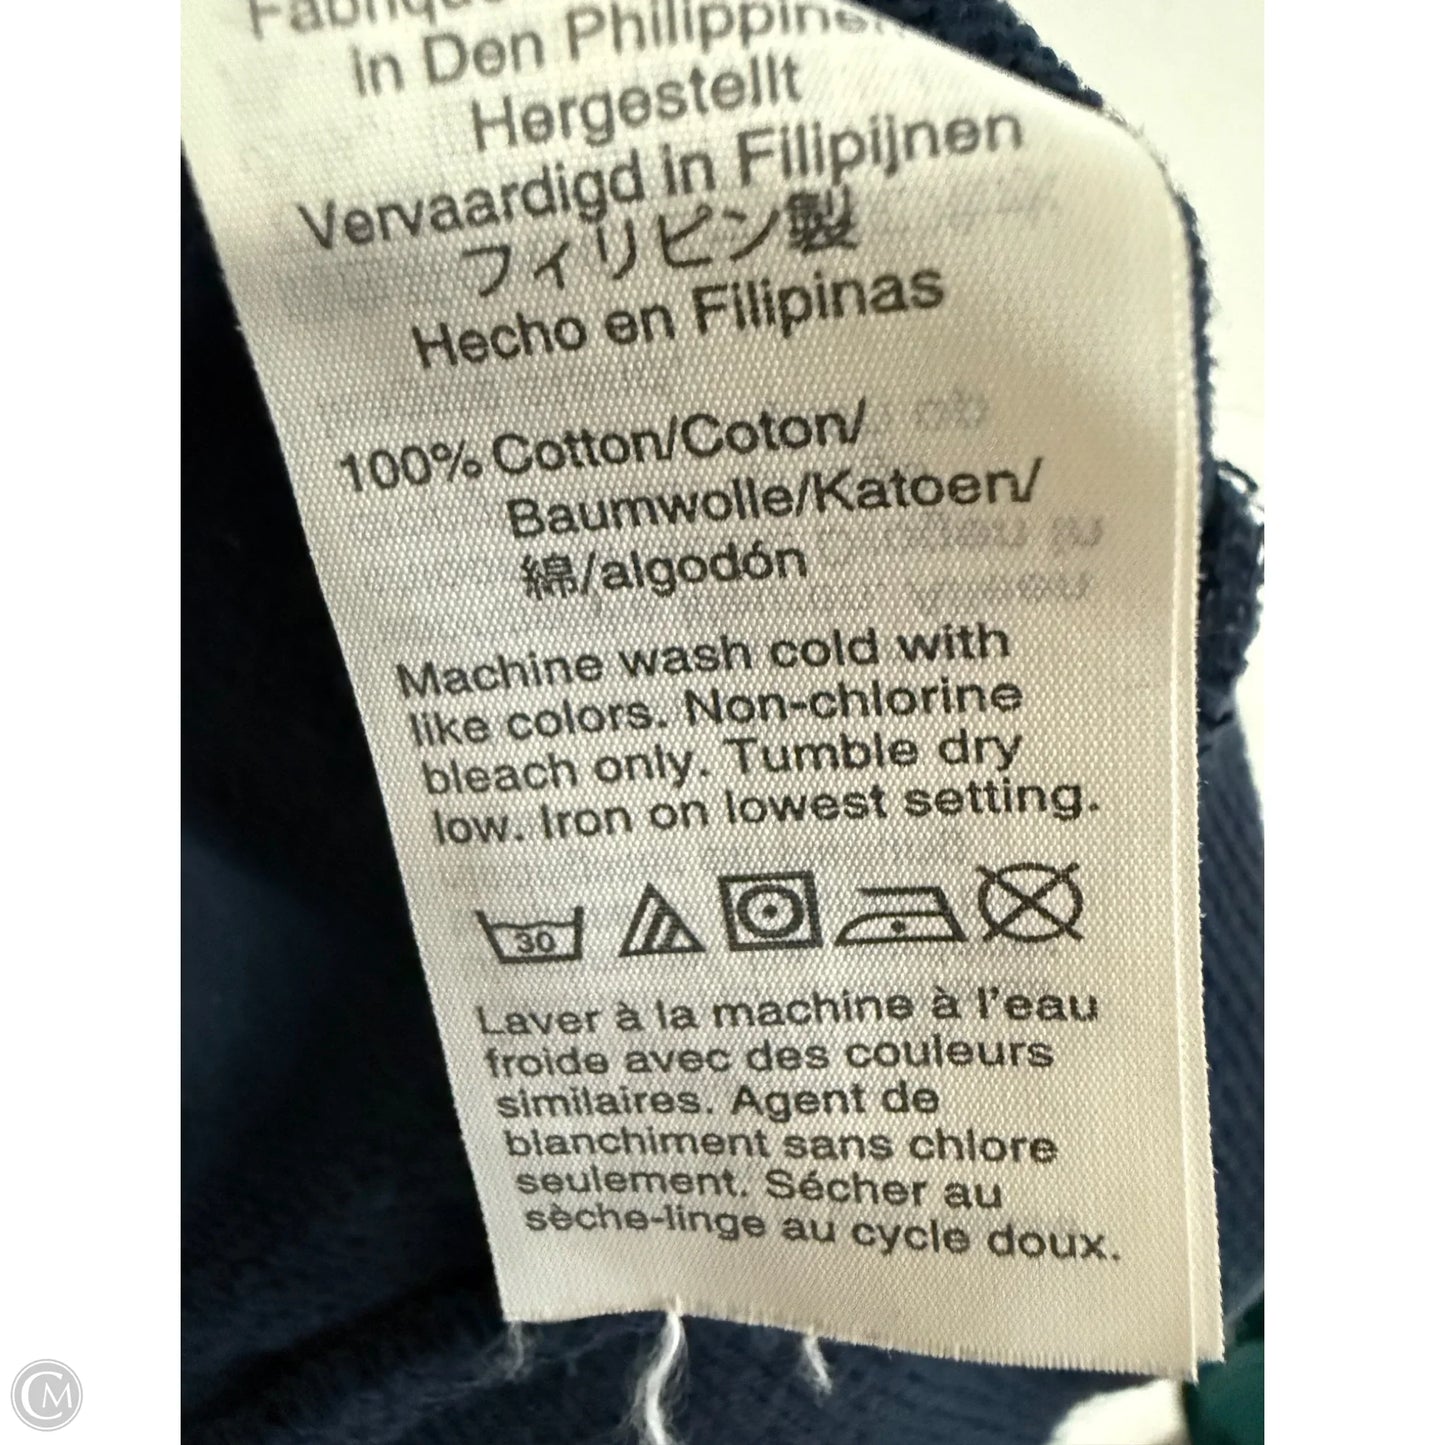 in Den Philippinen
Hergestellt
Vervaardigd in Filipijnen
フィリピン製
Hecho en Filipinas
100% Cotton/Coton/
Baumwolle/Katoen/
綿/algodón
Machine wash cold with
like colors. Non-chlorine
bleach only. Tumble dry
low. Iron on lowest setting.
30
Laver à la machine à l'eau
froide avec des couleurs
similaires. Agent de
blanchiment sans chlore
seulement. Sécher au
sèche-linge au cycle doux.
CM